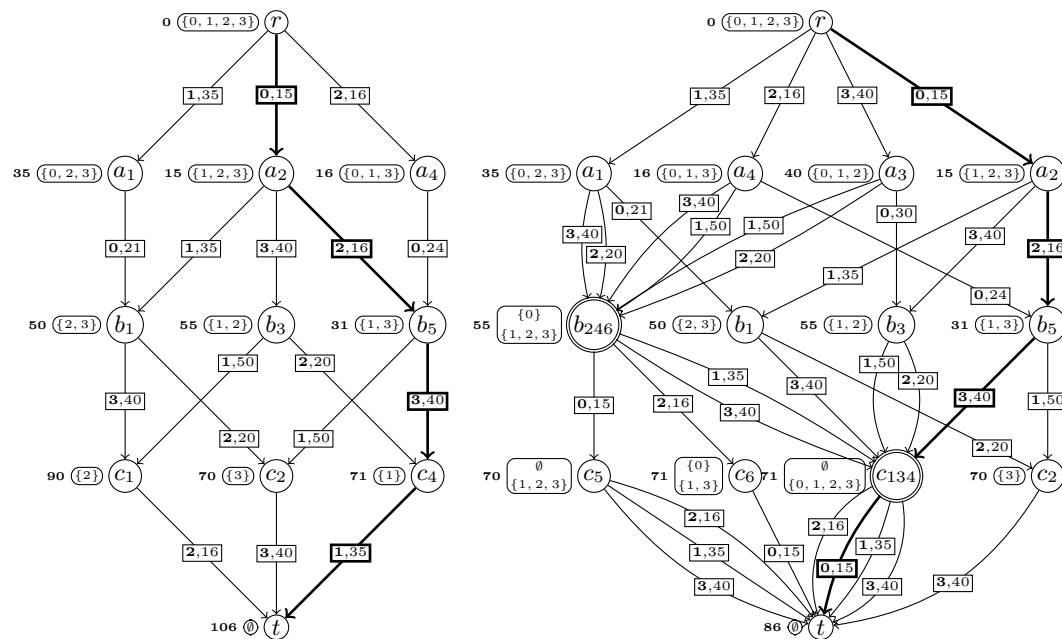 0 {0, 1, 2, 3} r 0 {0, 1, 2, 3} r
1,35 0,15 2,16 1,35 2,16 3,40 0,15
35 {0, 2, 3} a1 15 {1, 2, 3} a2 16 {0, 1, 3} a4 35 {0, 2, 3} a1 16 {0, 1, 3} a4 40 {0, 1, 2} a3 15 {1, 2, 3} a2
0,21 3,40 3,40 1,50 1,50 0,30 3,40
0,21 1,35 3,40 2,16 0,24 2,20 2,20 1,35 2,16
0,24
50 {2, 3} b1 55 {1, 2} b3 31 {1, 3} b5 55 {0} {1, 2, 3} b246 50 {2, 3} b1 55 {1, 2} b3 31 {1, 3} b5
1,50 2,20 1,35 3,40 1,50 2,20
3,40 3,40 0,15 2,16 3,40 3,40 1,50
2,20 1,50 2,20
90 {2} c1 70 {3} c2 71 {1} c4 70 ∅ {1, 2, 3} c5 71 {0} {1, 3} c6 71 ∅ {0, 1, 2, 3} c134 70 {3} c2
2,16 2,16
2,16 3,40 1,35 1,35 0,15 1,35
3,40 0,15 3,40 3,40
106 ∅ t 86 ∅ t